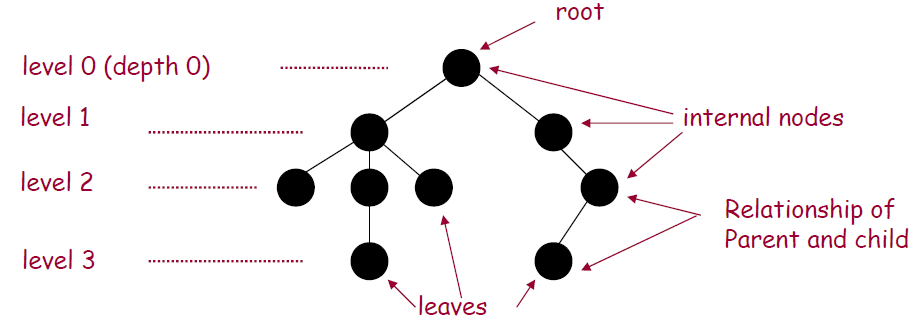 root
level 0 (depth 0)
level 1
internal nodes
level 2
Relationship of
Parent and child
level 3
leaves